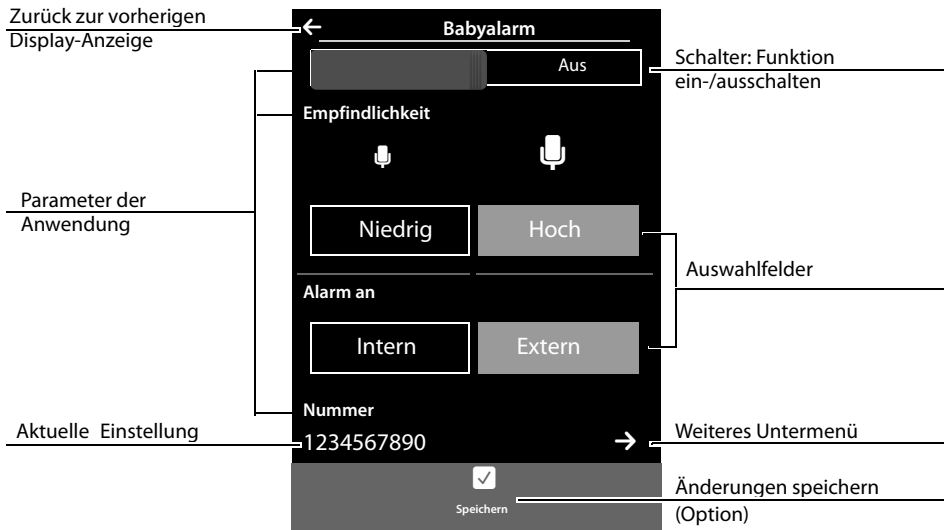 Zurück zur vorherigen
Display-Anzeige
Babyalarm
Aus
Schalter: Funktion
ein-/ausschalten
Empfindlichkeit
Parameter der
Anwendung
Niedrig
Hoch
Auswahlfelder
Alarm an
Intern
Extern
Nummer
Aktuelle Einstellung
1234567890
Weiteres Untermenü
Speichern
Änderungen speichern
(Option)